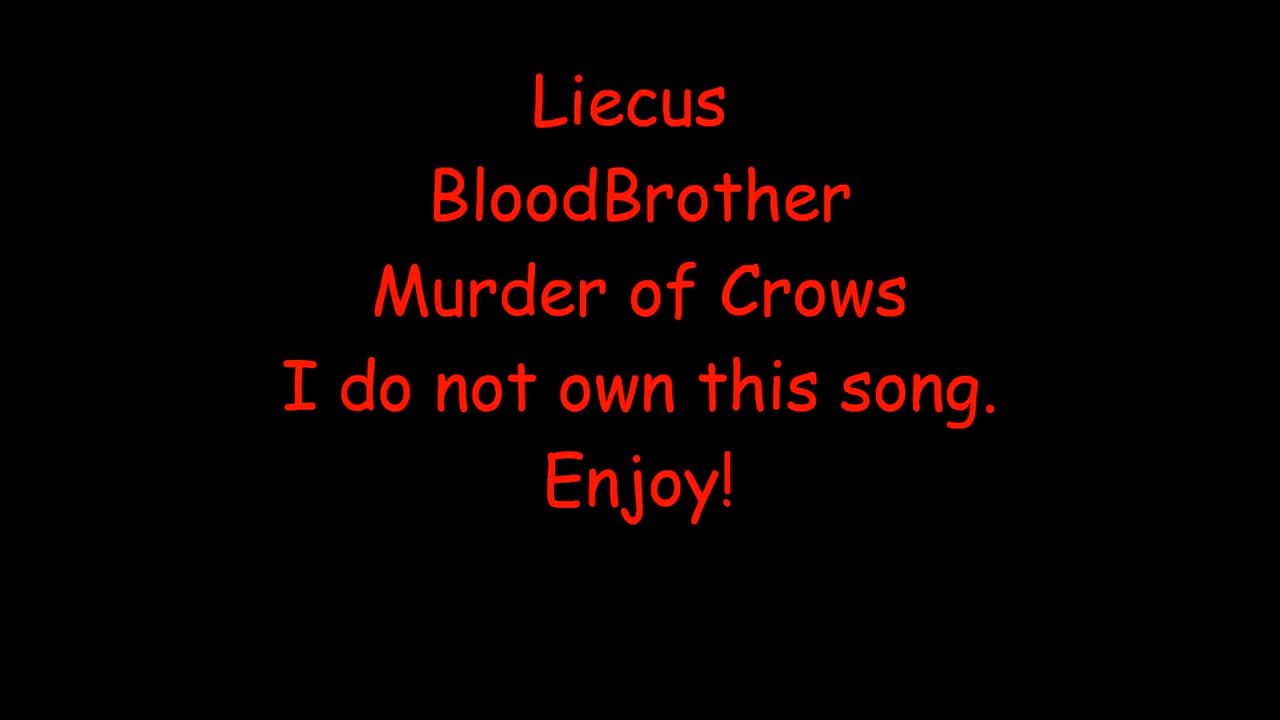 Liecus
BloodBrother
Murder of Crows
I do not own this song.
Enjoy!